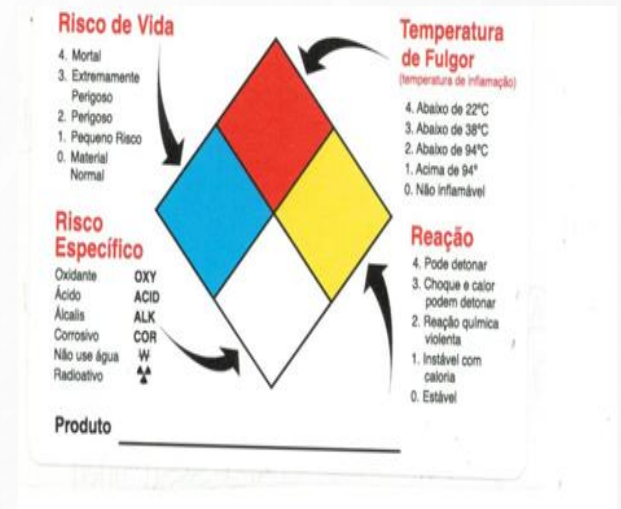 Risco de Vida
4. Mortal
3. Extremamente
Perigoso
2. Perigoso
1. Pequeno Risco
0. Material
Normal
Temperatura
de Fulgor
(temperatura de inflamação)
4. Abaixo de 22ºC
3. Abaixo de 38ºC
2. Abaixo de 94ºC
1. Acima de 94º
0. Não inflamável
Risco
Específico
Oxidante OXY
Ácido ACID
Álcalis ALK
Corrosivo COR
Não use água W
Radioativo
Reação
4. Pode detonar
3. Choque e calor
podem detonar
2. Reação química
violenta
1. Instável com
caloria
0. Estável
Produto